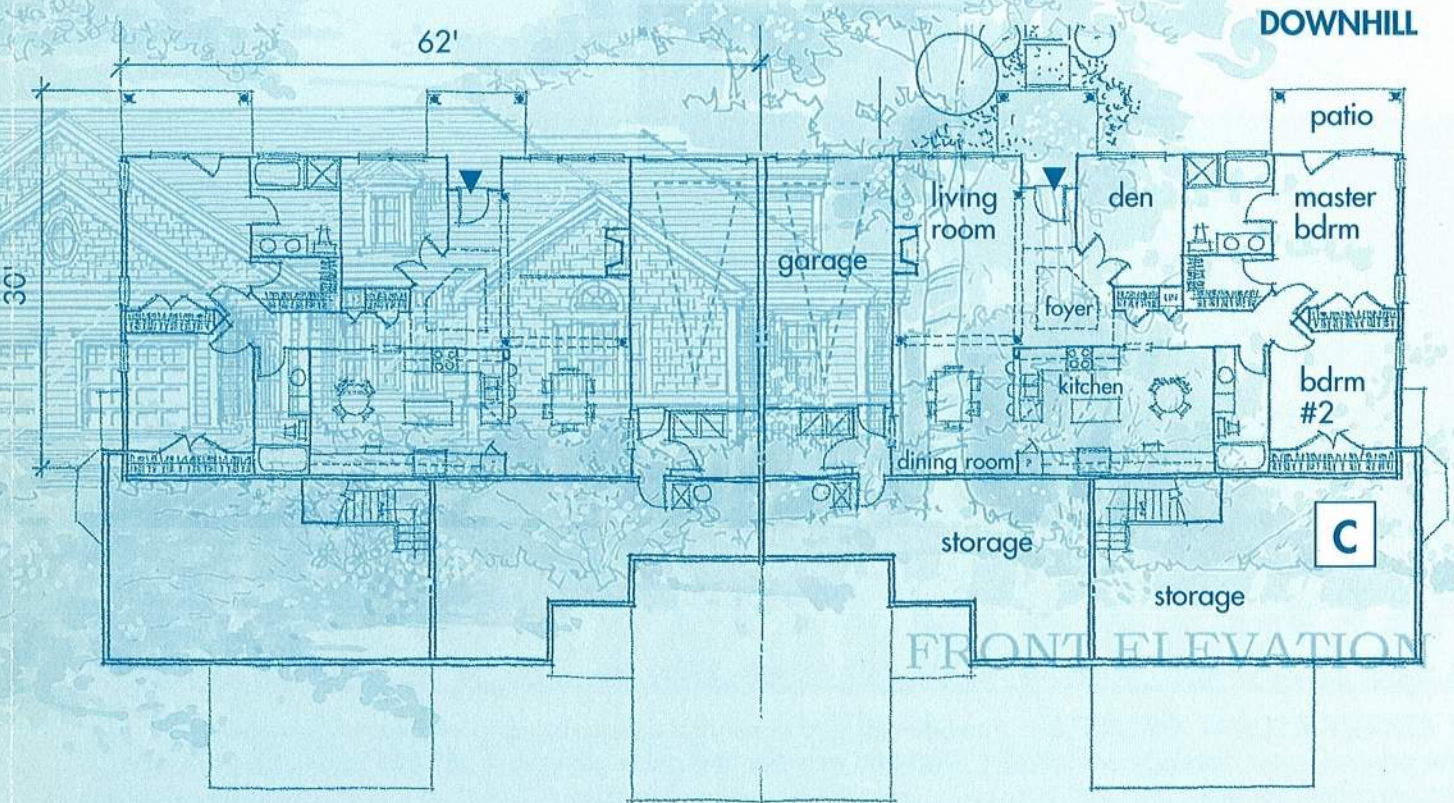 DOWNHILL
62'
30'
patio
living
room
den
master
bdrm
garage
foyer
LIN
kitchen
bdrm
#2
dining room
storage
C
storage
FRONT ELEVATION